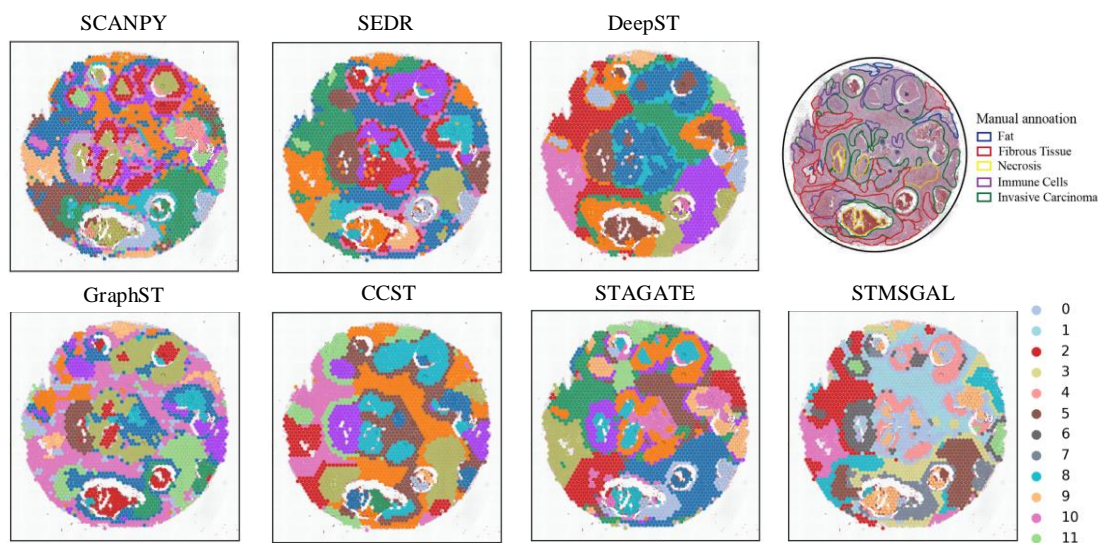 SCANPY
SEDR
DeepST
Manual annoation
Fat
Fibrous Tissue
Necrosis
Immune Cells
Invasive Carcinoma
GraphST
CCST
STAGATE
STMSGAL
0
1
2
3
4
5
6
7
8
9
10
11